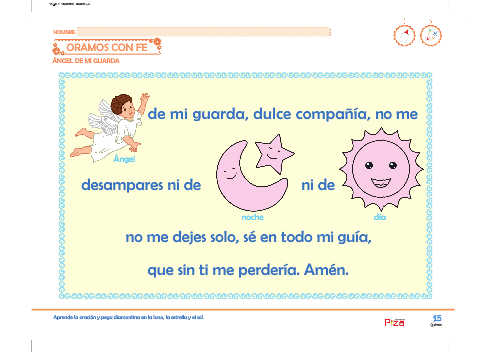 NOMBRE:
ORAMOS CON FE
ÁNGEL DE MI GUARDA
de mi guarda, dulce compañía, no me
Ángel
desampares ni de
ni de
noche
día
no me dejes solo, sé en todo mi guía,
que sin ti me perdería. Amén.
Aprende la oración y pega diamantina en la luna, la estrella y el sol.
Piza
15